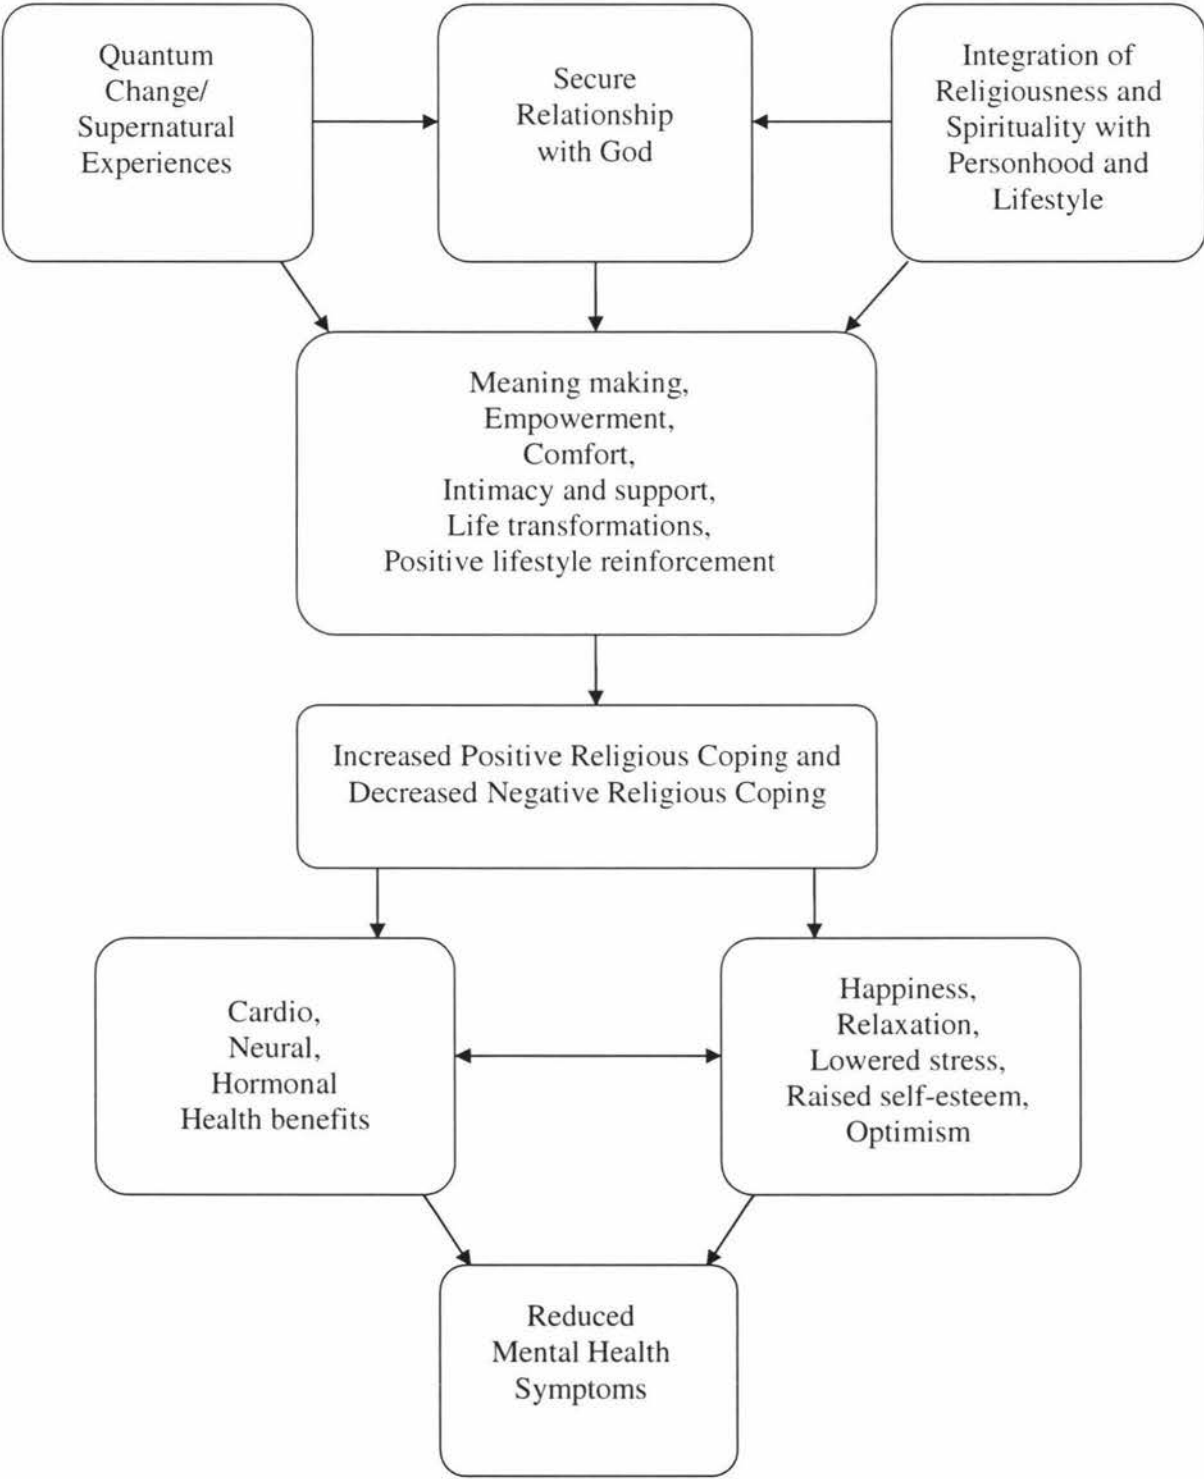 Quantum
Change/
Supernatural
Experiences
Secure
Relationship
with God
Integration of
Religiousness and
Spirituality with
Personhood and
Lifestyle
Meaning making,
Empowerment,
Comfort,
Intimacy and support,
Life transformations,
Positive lifestyle reinforcement
Increased Positive Religious Coping and
Decreased Negative Religious Coping
Cardio,
Neural,
Hormonal
Health benefits
Happiness,
Relaxation,
Lowered stress,
Raised self-esteem,
Optimism
Reduced
Mental Health
Symptoms